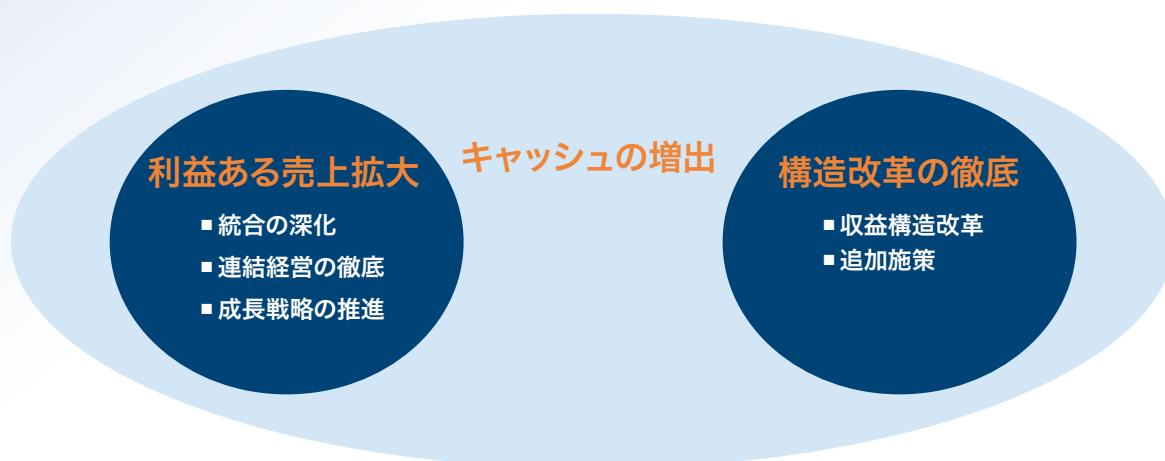 キャッシュの増出
利益ある売上拡大
■統合の深化
■連結経営の徹底
■成長戦略の推進
構造改革の徹底
■収益構造改革
■追加施策